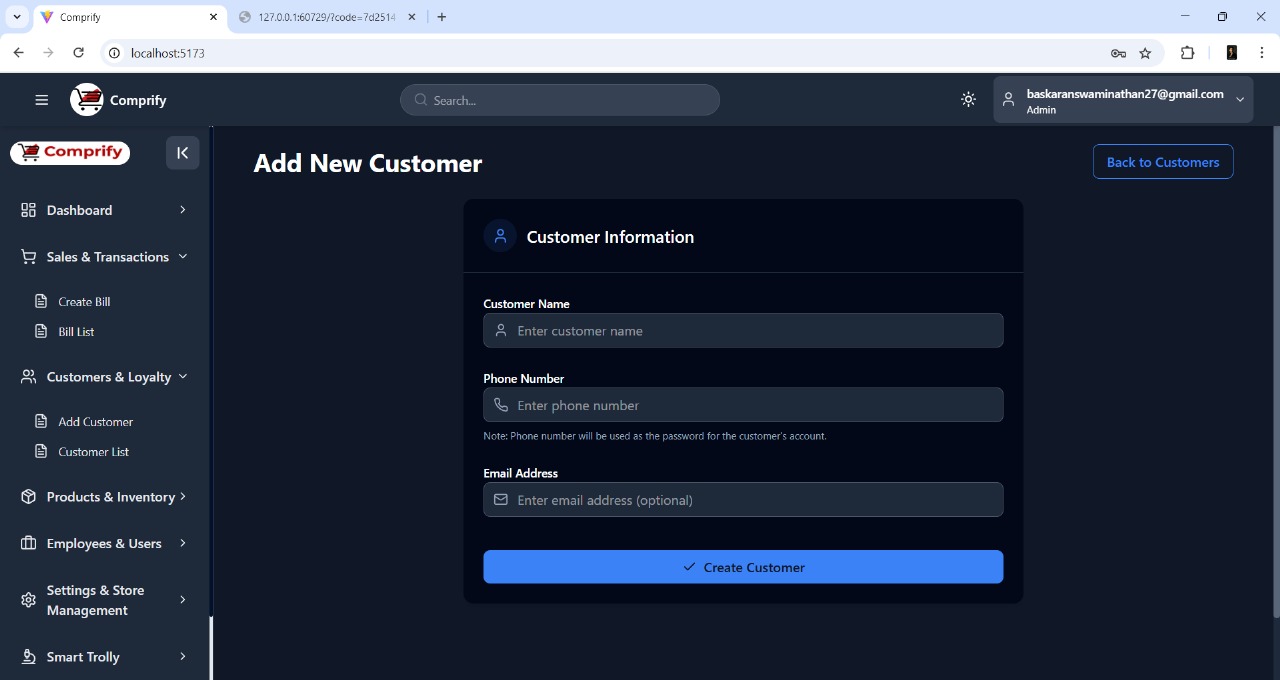 Comprify
127.0.0.1:60729/?code=7d2514
localhost:5173
Comprify
Search...
baskaranswaminathan27@gmail.com
Admin
Comprify
Dashboard
Sales & Transactions
Create Bill
Bill List
Customers & Loyalty
Add Customer
Customer List
Products & Inventory
Employees & Users
Settings & Store
Management
Smart Trolly
Add New Customer
Back to Customers
Customer Information
Customer Name
Enter customer name
Phone Number
Enter phone number
Note: Phone number will be used as the password for the customer's account.
Email Address
Enter email address (optional)
Create Customer